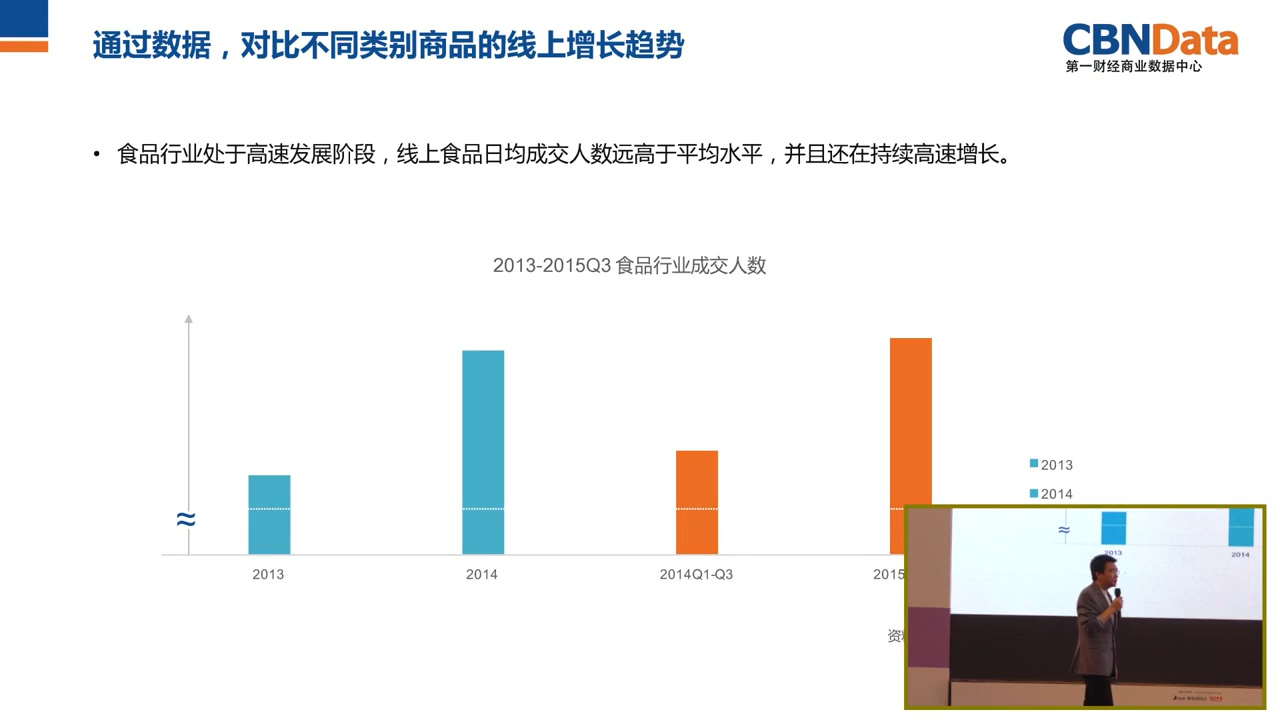 通过数据，对比不同类别商品的线上增长趋势
CBNData
第一财经商业数据中心
• 食品行业处于高速发展阶段，线上食品日均成交人数远高于平均水平，并且还在持续高速增长。
2013-2015Q3 食品行业成交人数
≈
2013
2014
2014Q1-Q3
2015
2013
2014
资
≈
2013
2014